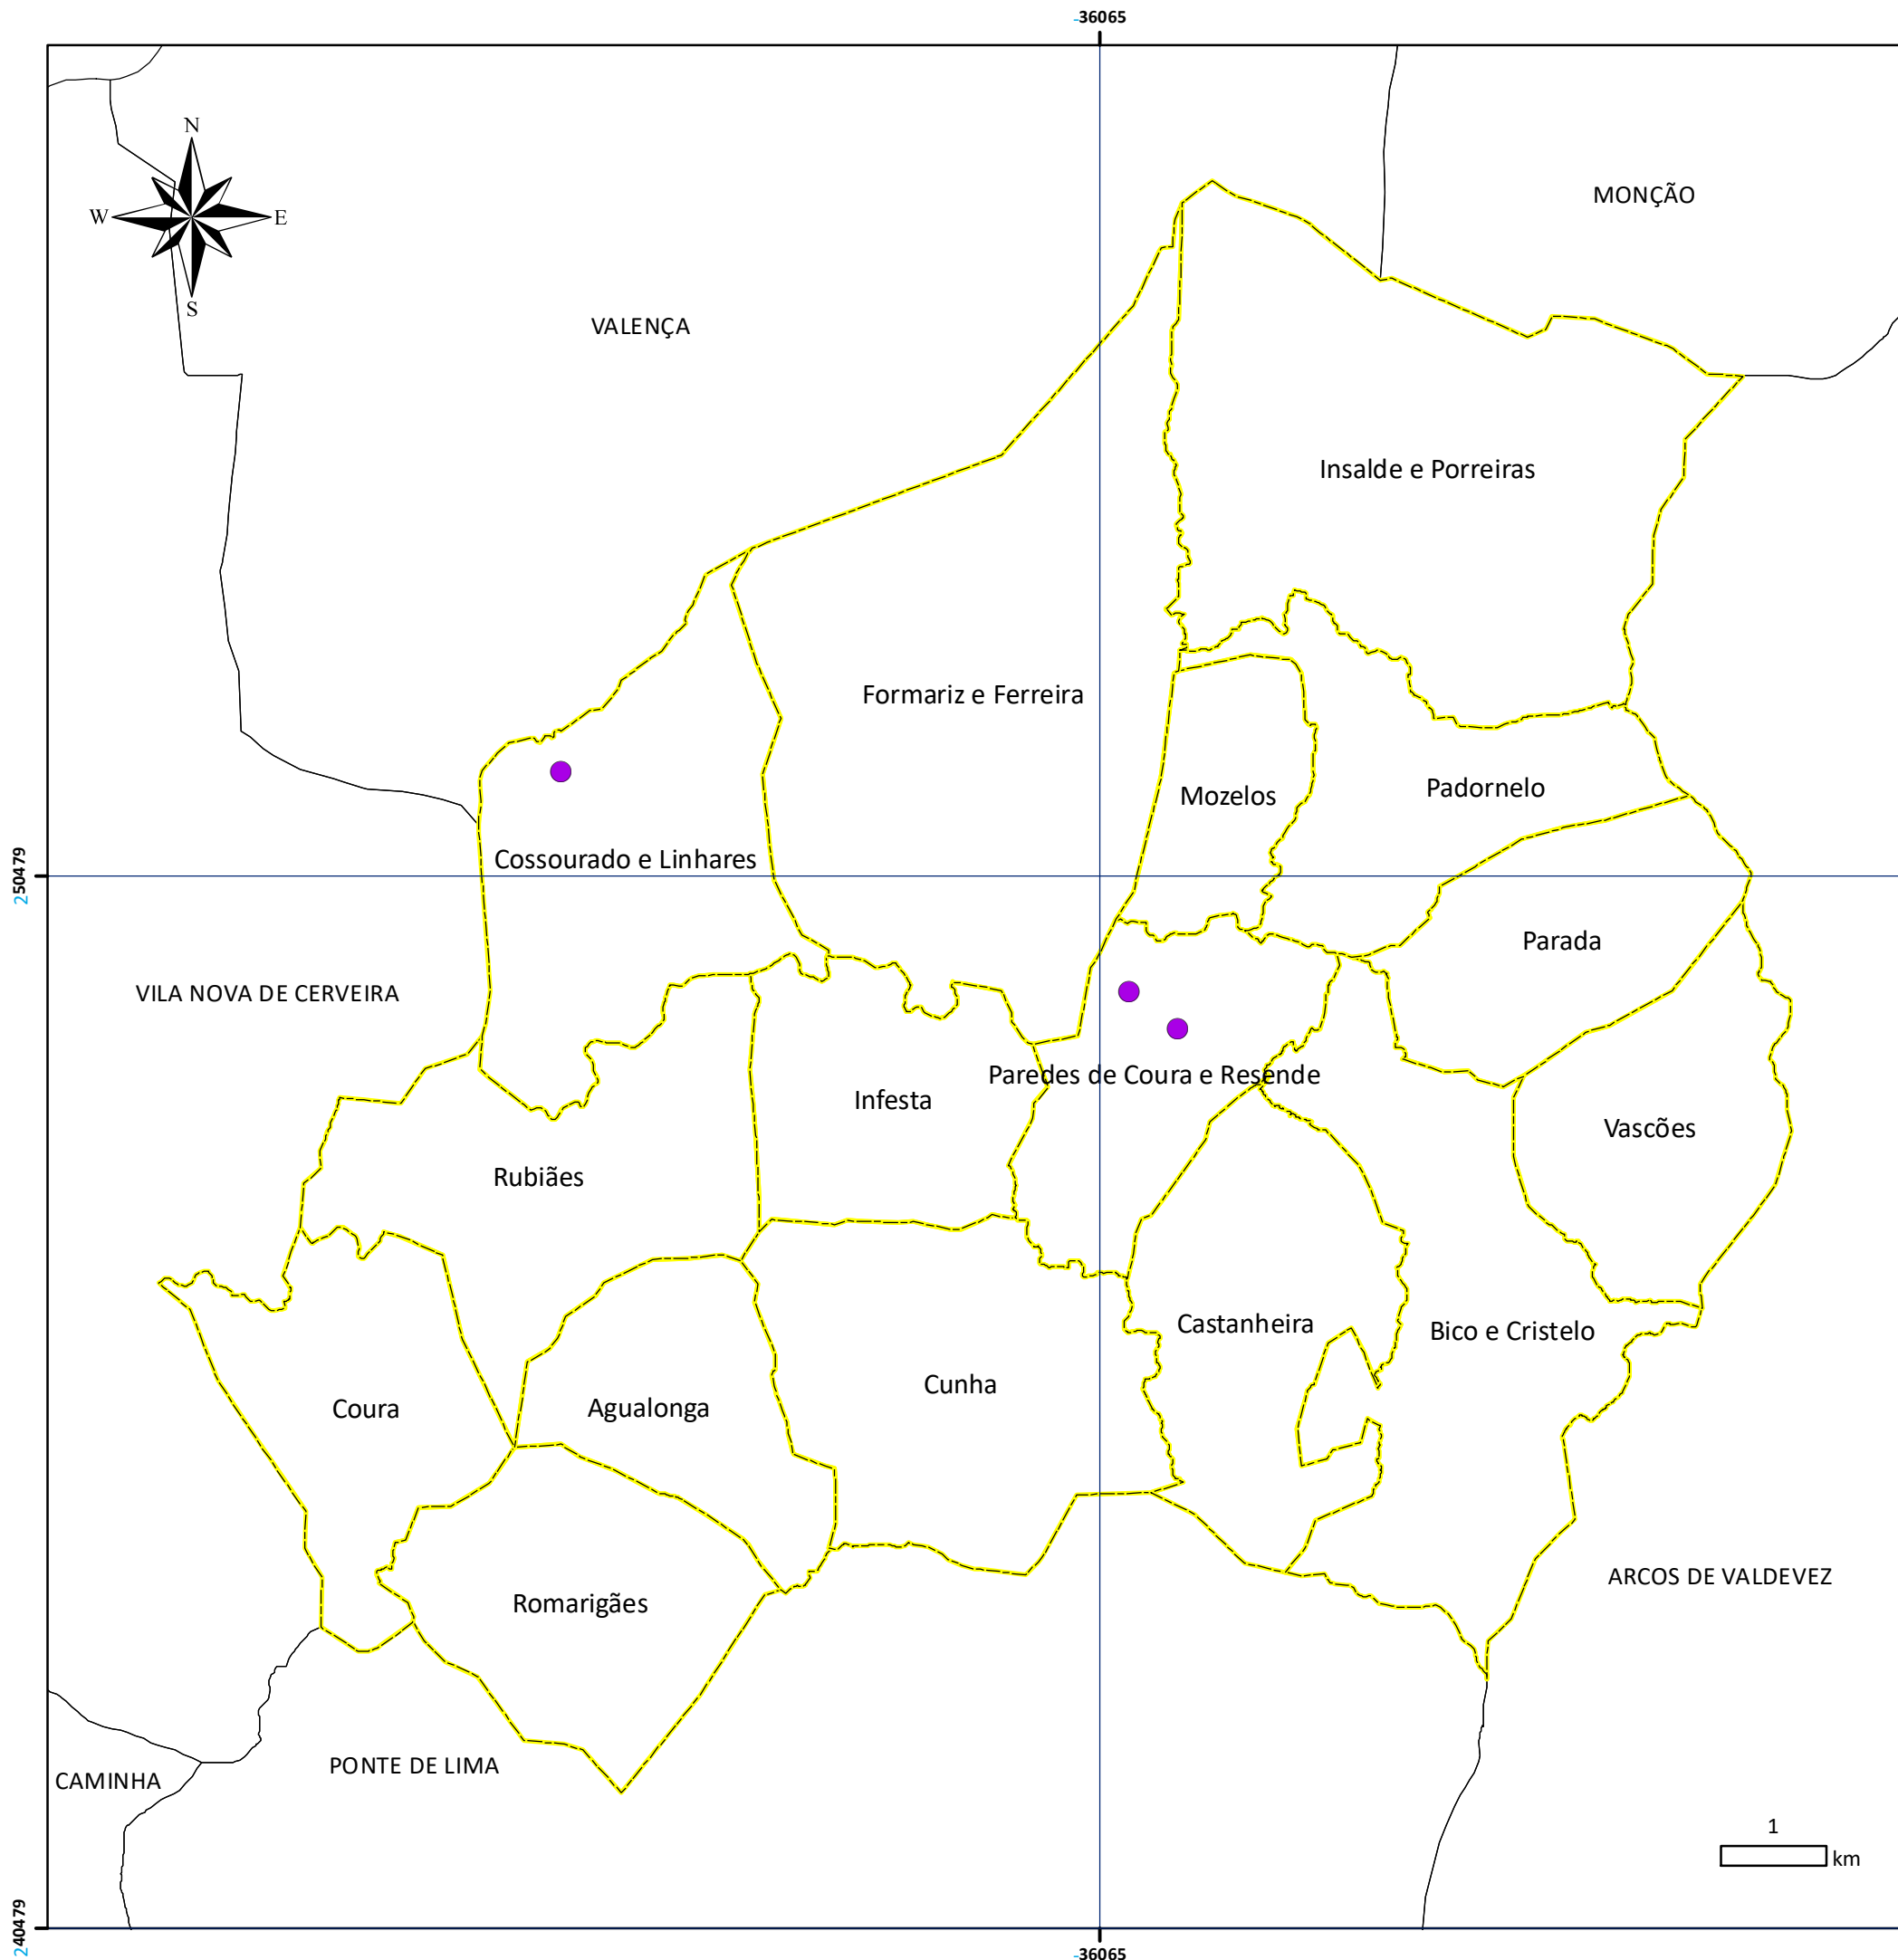 -36065
N
W E
S
MONÇÃO
VALENÇA
Insalde e Porreiras
Formariz e Ferreira
Padornelo
Mozelos
Cossourado e Linhares
250479
Parada
VILA NOVA DE CERVEIRA
Paredes de Coura e Resende
Infesta
Vascões
Rubiães
Castanheira
Bico e Cristelo
Cunha
Coura
Agualonga
ARCOS DE VALDEVEZ
Romarigães
PONTE DE LIMA
CAMINHA
1
km
240479
-36065